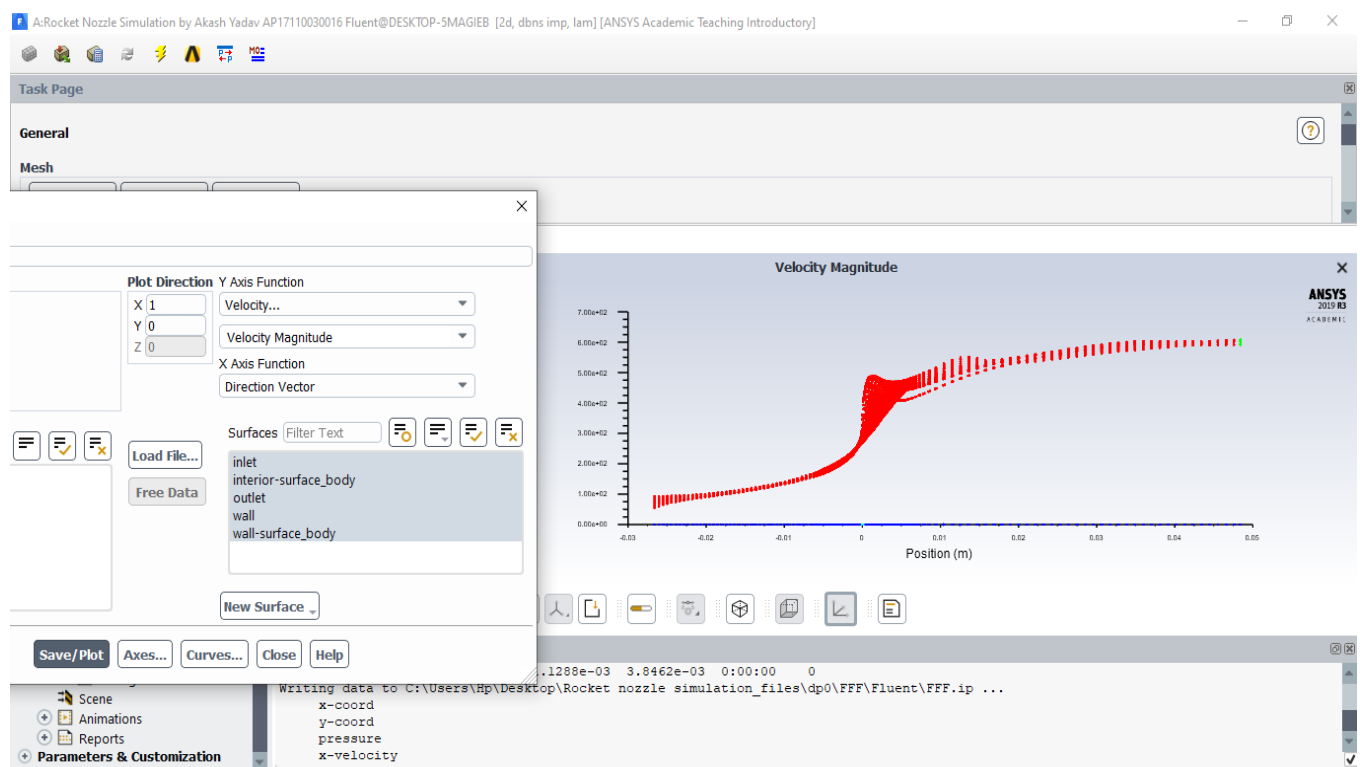 A:Rocket Nozzle Simulation by Akash Yadav AP17110030016 Fluent@DESKTOP-5MAGIEB [2d, dbns imp, lam] [ANSYS Academic Teaching Introductory]
Task Page
General
Mesh
Plot Direction Y Axis Function
X 1 Velocity...
Y 0
Velocity Magnitude
Z 0
X Axis Function
Direction Vector
Surfaces Filter Text
Load File...
Free Data
inlet
interior-surface_body
outlet
wall
wall-surface_body
New Surface
Save/Plot Axes... Curves... Close Help
Velocity Magnitude
ANSYS
2019 R3
ACADEMIC
7.00e+02
6.00e+02
5.00e+02
4.00e+02
3.00e+02
2.00e+02
1.00e+02
0.00e+00
-0.03 -0.02 -0.01 0 0.01 0.02 0.03 0.04 0.05
Position (m)
.1288e-03 3.8462e-03 0:00:00 0
Writing data to C:\Users\Hp\Desktop\Rocket nozzle simulation_files\dp0\FFF\Fluent\FFF.ip ...
x-coord
y-coord
pressure
x-velocity
Scene
Animations
Reports
Parameters & Customization